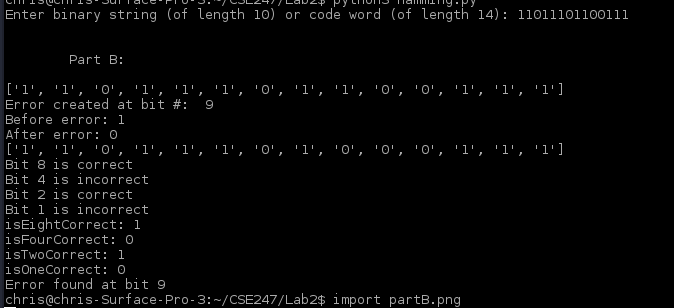 chris@chris-Surface-Pro-3:~/CSE247/Lab2$ python3 hamming.py
Enter binary string (of length 10) or code word (of length 14): 11011101100111
Part B:
['1', '1', '0', '1', '1', '1', '0', '1', '1', '0', '0', '1', '1', '1']
Error created at bit #:  9
Before error: 1
After error: 0
['1', '1', '0', '1', '1', '1', '0', '1', '0', '0', '0', '1', '1', '1']
Bit 8 is correct
Bit 4 is incorrect
Bit 2 is correct
Bit 1 is incorrect
isEightCorrect: 1
isFourCorrect: 0
isTwoCorrect: 1
isOneCorrect: 0
Error found at bit 9
chris@chris-Surface-Pro-3:~/CSE247/Lab2$ import partB.png